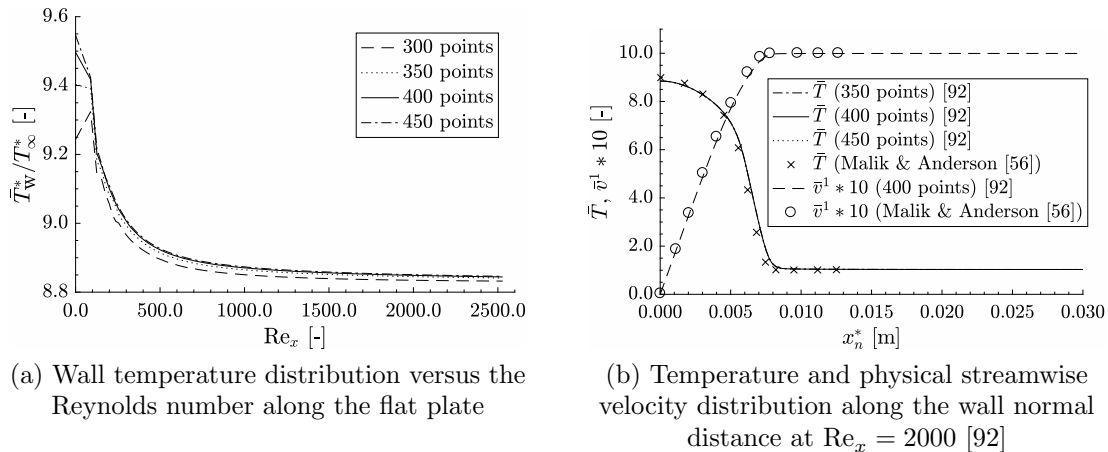 9.6
9.4
9.2
9.0
8.8
0.0 500.0 1000.0 1500.0 2000.0 2500.0
T̄*_W/T*_∞ [-]
Re_x [-]
300 points
350 points
400 points
450 points
(a) Wall temperature distribution versus the
Reynolds number along the flat plate
10.0
8.0
6.0
4.0
2.0
0.00
0.000 0.005 0.010 0.015 0.020 0.025 0.030
T̄, v̄¹ * 10 [-]
x*_n [m]
T̄ (350 points) [92]
T̄ (400 points) [92]
T̄ (450 points) [92]
T̄ (Malik & Anderson [56])
v̄¹ * 10 (400 points) [92]
v̄¹ * 10 (Malik & Anderson [56])
(b) Temperature and physical streamwise
velocity distribution along the wall normal
distance at Re_x = 2000 [92]